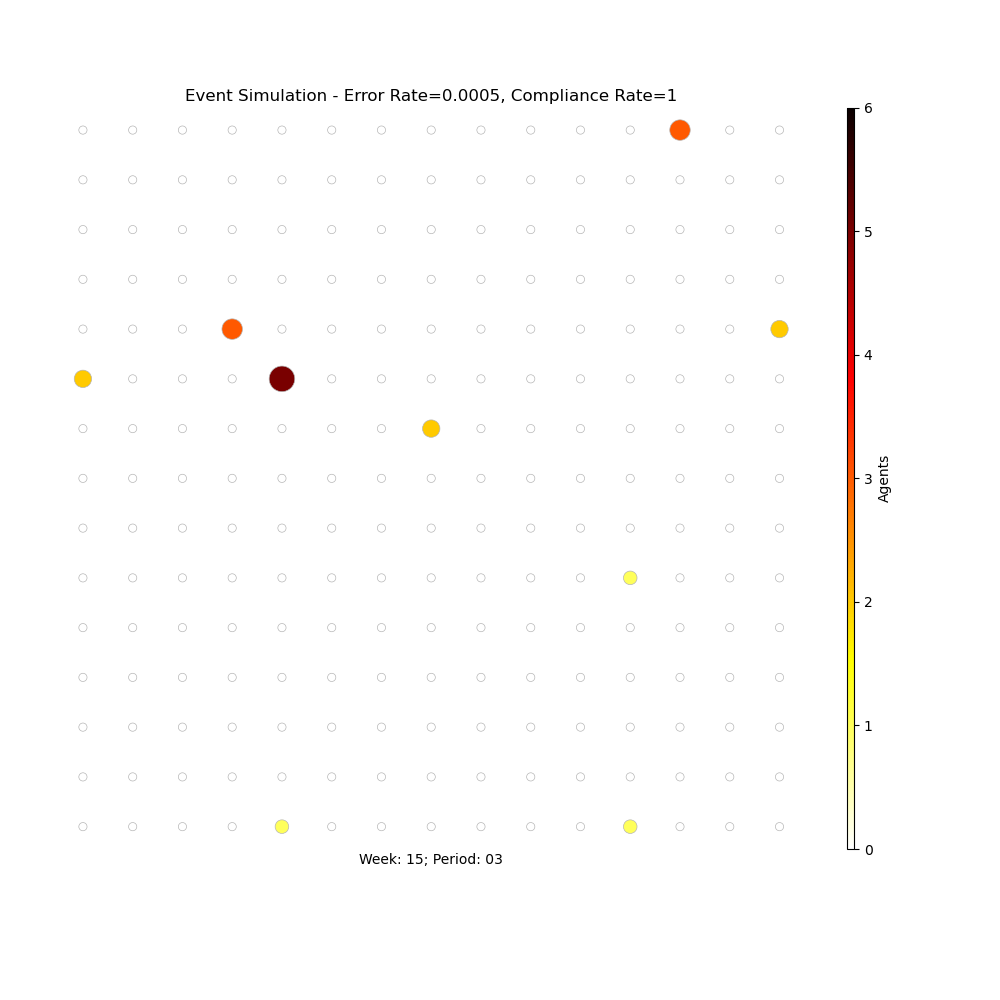 Event Simulation - Error Rate=0.0005, Compliance Rate=1
6
5
4
3
2
1
0
Agents
Week: 15; Period: 03